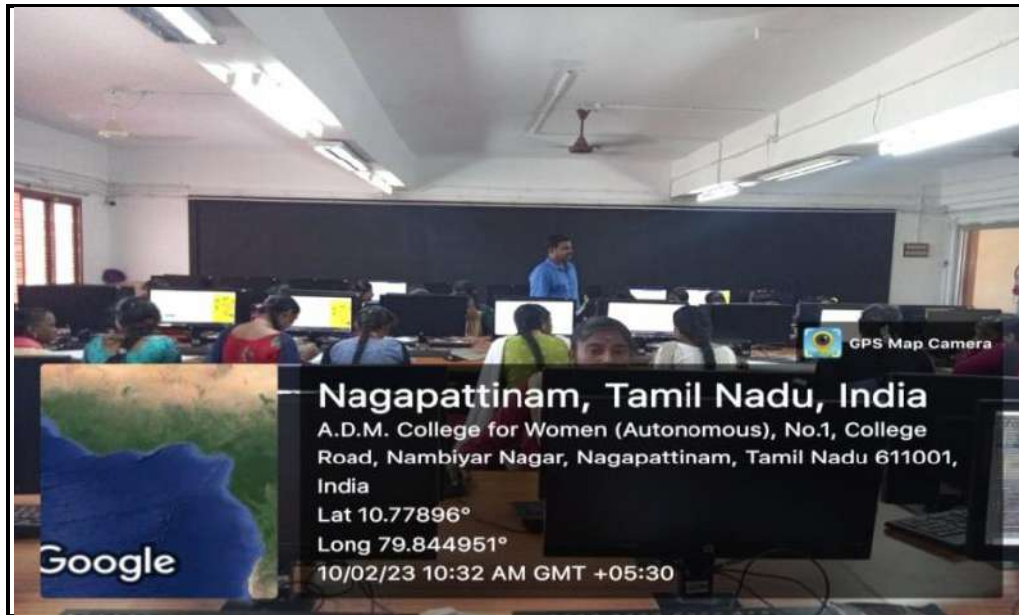 GPS Map Camera
Nagapattinam, Tamil Nadu, India
A.D.M. College for Women (Autonomous), No.1, College
Road, Nambiyar Nagar, Nagapattinam, Tamil Nadu 611001,
India
Lat 10.77896°
Long 79.844951°
10/02/23 10:32 AM GMT +05:30
Google